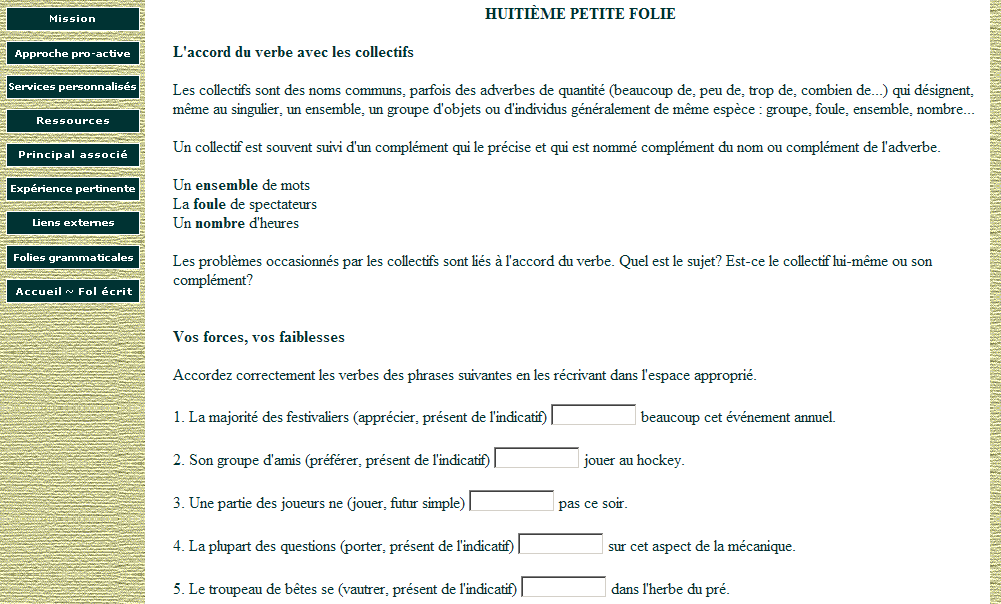 Mission
Approche pro-active
Services personnalisés
Ressources
Principal associé
Expérience pertinente
Liens externes
Folies grammaticales
Accueil ~ Fol écrit
HUITIÈME PETITE FOLIE
L'accord du verbe avec les collectifs
Les collectifs sont des noms communs, parfois des adverbes de quantité (beaucoup de, peu de, trop de, combien de...) qui désignent,
même au singulier, un ensemble, un groupe d'objets ou d'individus généralement de même espèce : groupe, foule, ensemble, nombre...
Un collectif est souvent suivi d'un complément qui le précise et qui est nommé complément du nom ou complément de l'adverbe.
Un ensemble de mots
La foule de spectateurs
Un nombre d'heures
Les problèmes occasionnés par les collectifs sont liés à l'accord du verbe. Quel est le sujet? Est-ce le collectif lui-même ou son
complément?
Vos forces, vos faiblesses
Accordez correctement les verbes des phrases suivantes en les récrivant dans l'espace approprié.
1. La majorité des festivaliers (apprécier, présent de l'indicatif) beaucoup cet événement annuel.
2. Son groupe d'amis (préférer, présent de l'indicatif) jouer au hockey.
3. Une partie des joueurs ne (jouer, futur simple) pas ce soir.
4. La plupart des questions (porter, présent de l'indicatif) sur cet aspect de la mécanique.
5. Le troupeau de bêtes se (vautrer, présent de l'indicatif) dans l'herbe du pré.